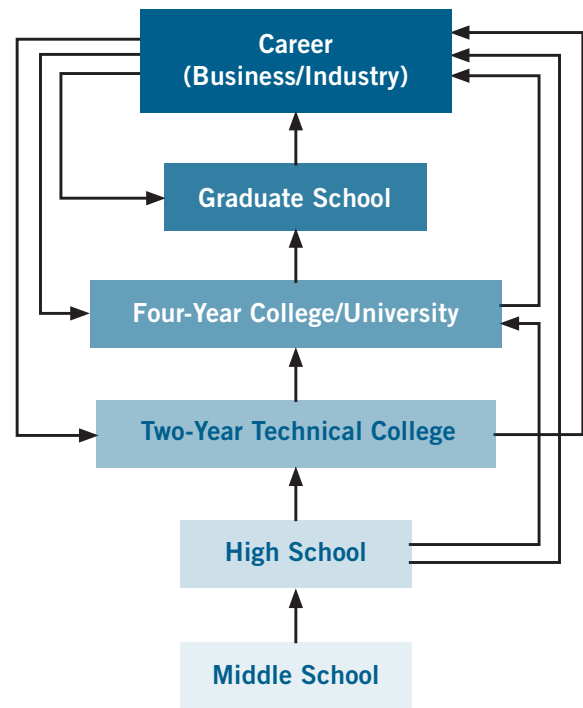 Career
(Business/Industry)
Graduate School
Four-Year College/University
Two-Year Technical College
High School
Middle School